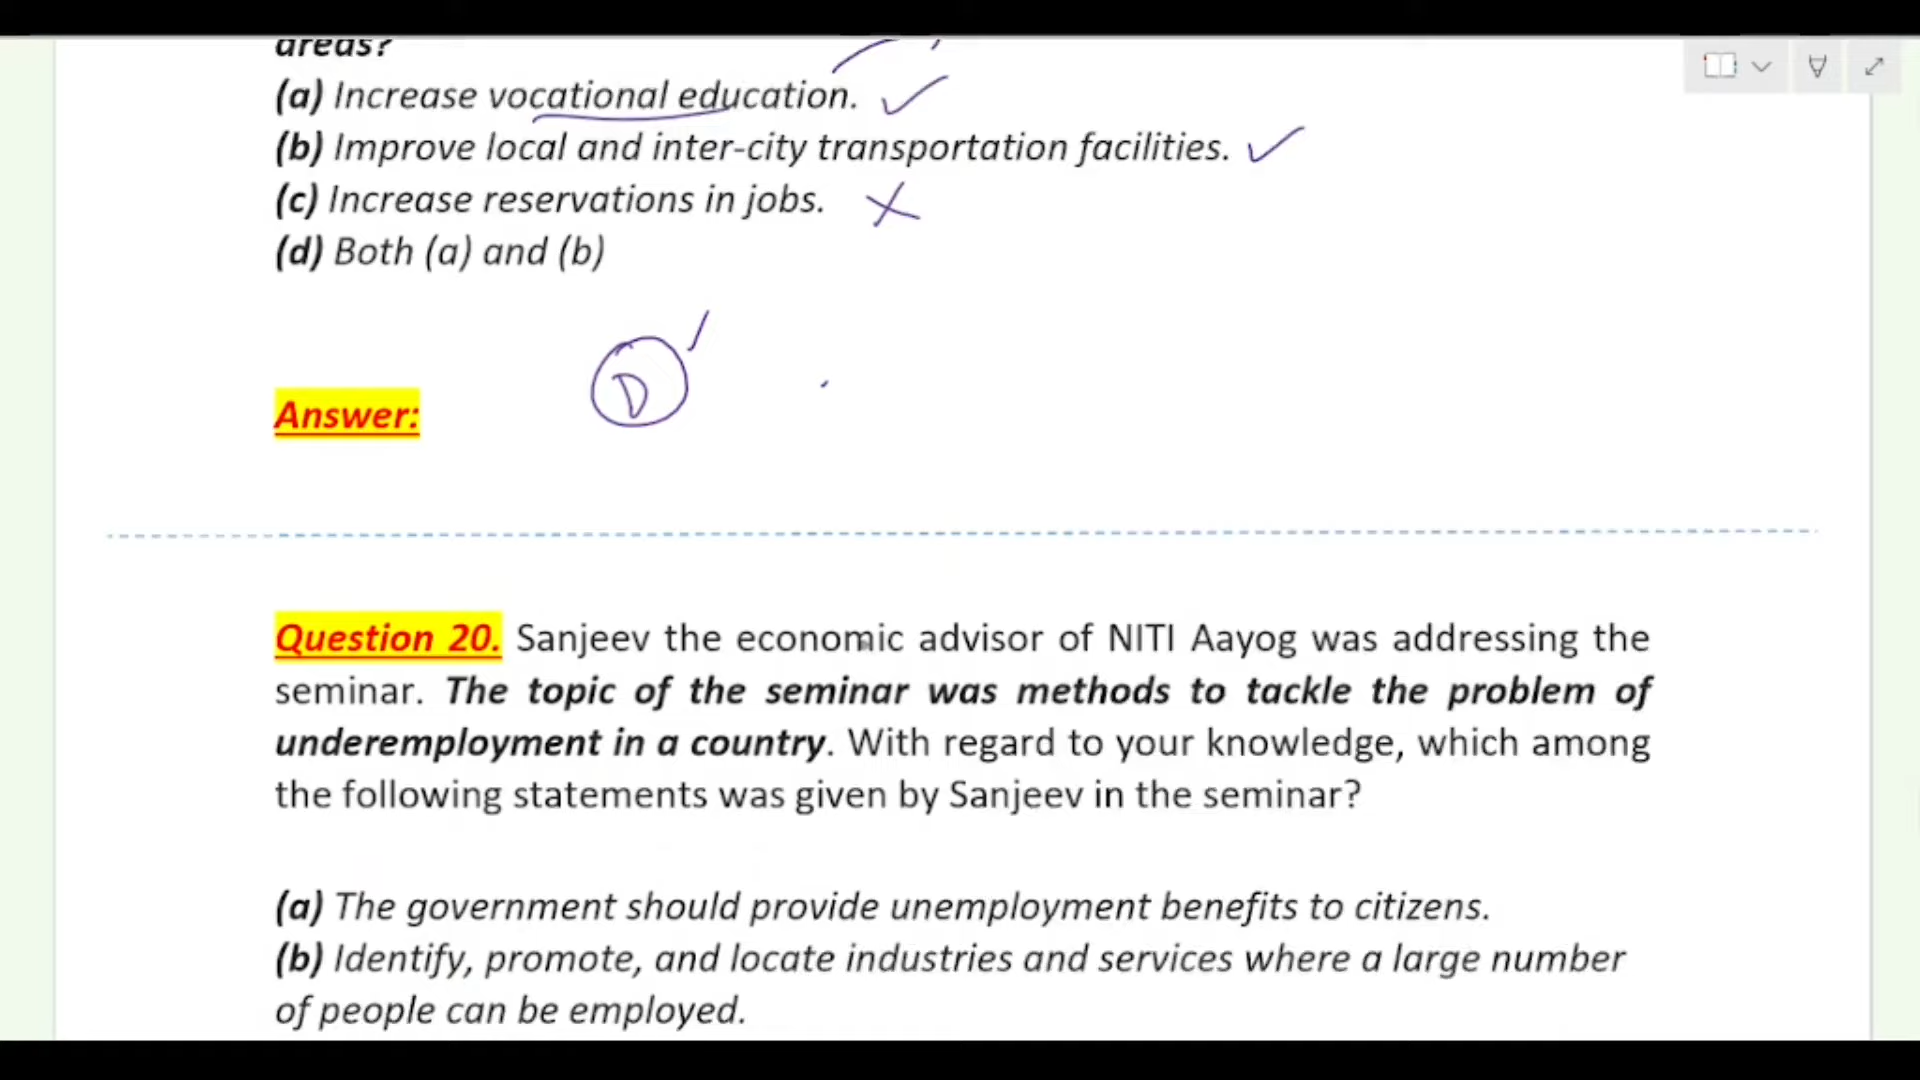 areas?
(a) Increase vocational education.
(b) Improve local and inter-city transportation facilities.
(c) Increase reservations in jobs.
(d) Both (a) and (b)
D
Answer:
Question 20. Sanjeev the economic advisor of NITI Aayog was addressing the
seminar. The topic of the seminar was methods to tackle the problem of
underemployment in a country. With regard to your knowledge, which among
the following statements was given by Sanjeev in the seminar?
(a) The government should provide unemployment benefits to citizens.
(b) Identify, promote, and locate industries and services where a large number
of people can be employed.